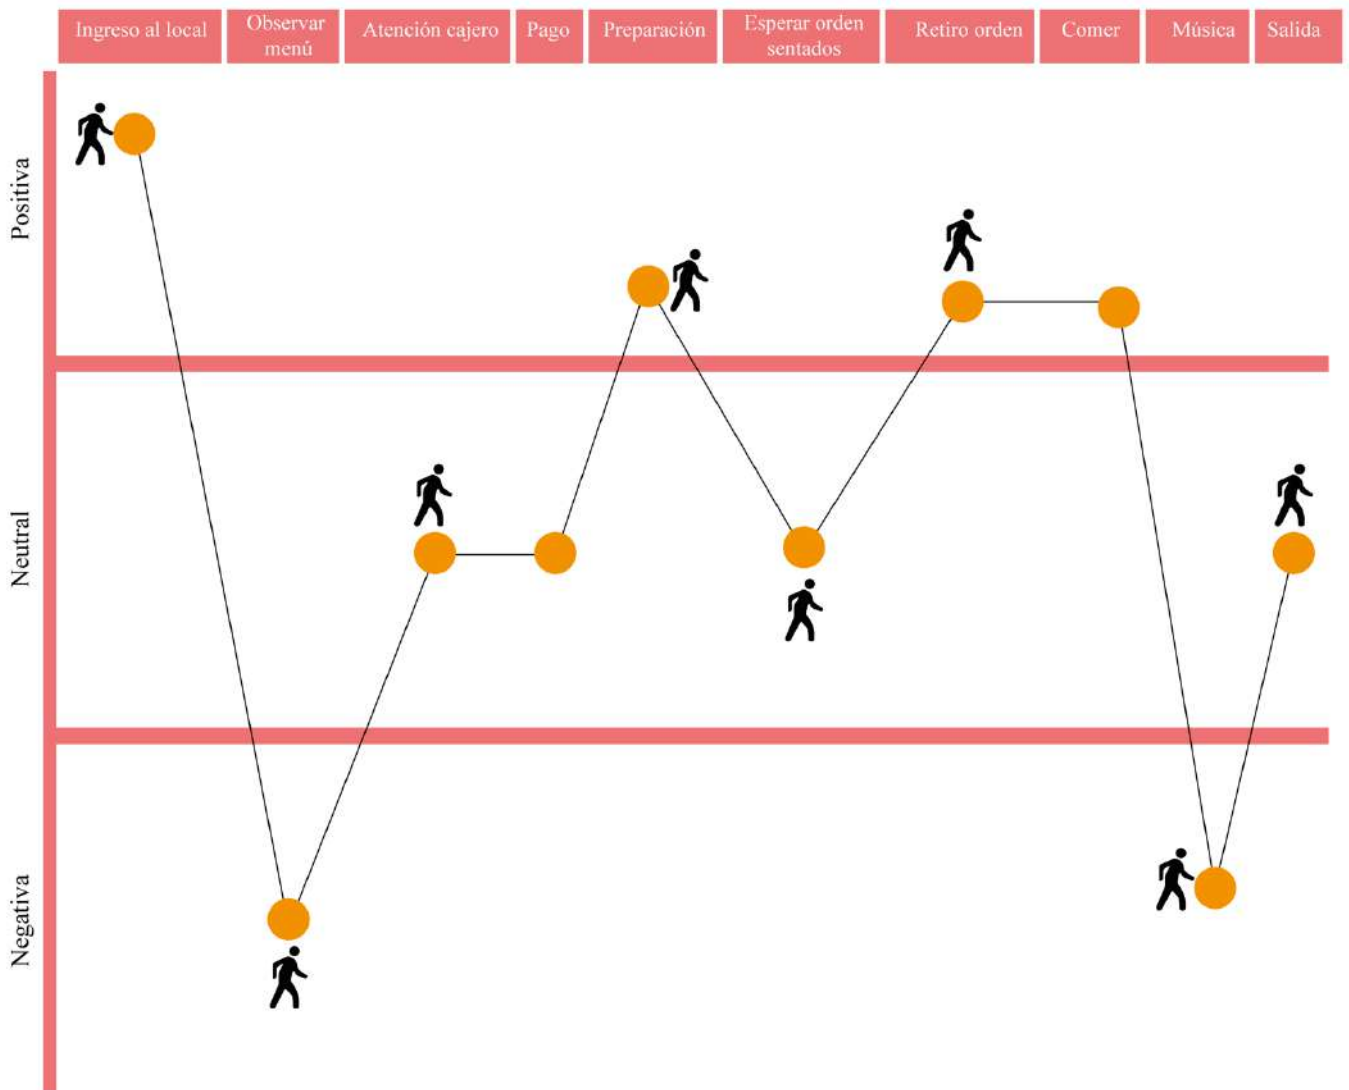 Ingreso al local
Observar
menú
Atención cajero
Pago
Preparación
Esperar orden
sentados
Retiro orden
Comer
Música
Salida
Positiva
Neutral
Negativa